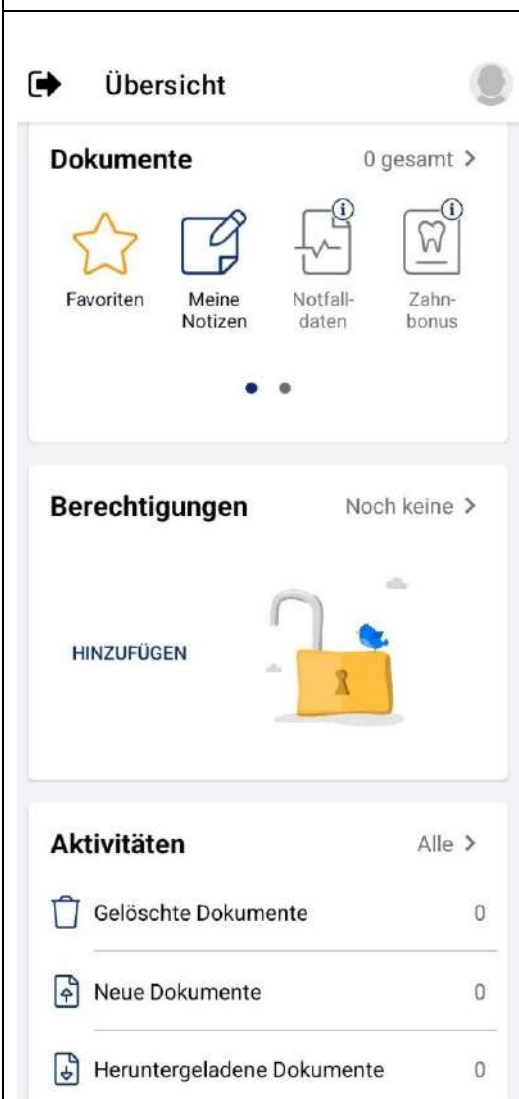 Übersicht
Dokumente 0 gesamt >
Favoriten Meine Notfall- Zahn-
Notizen daten bonus
Berechtigungen Noch keine >
HINZUFÜGEN
Aktivitäten Alle >
Gelöschte Dokumente 0
Neue Dokumente 0
Heruntergeladene Dokumente 0